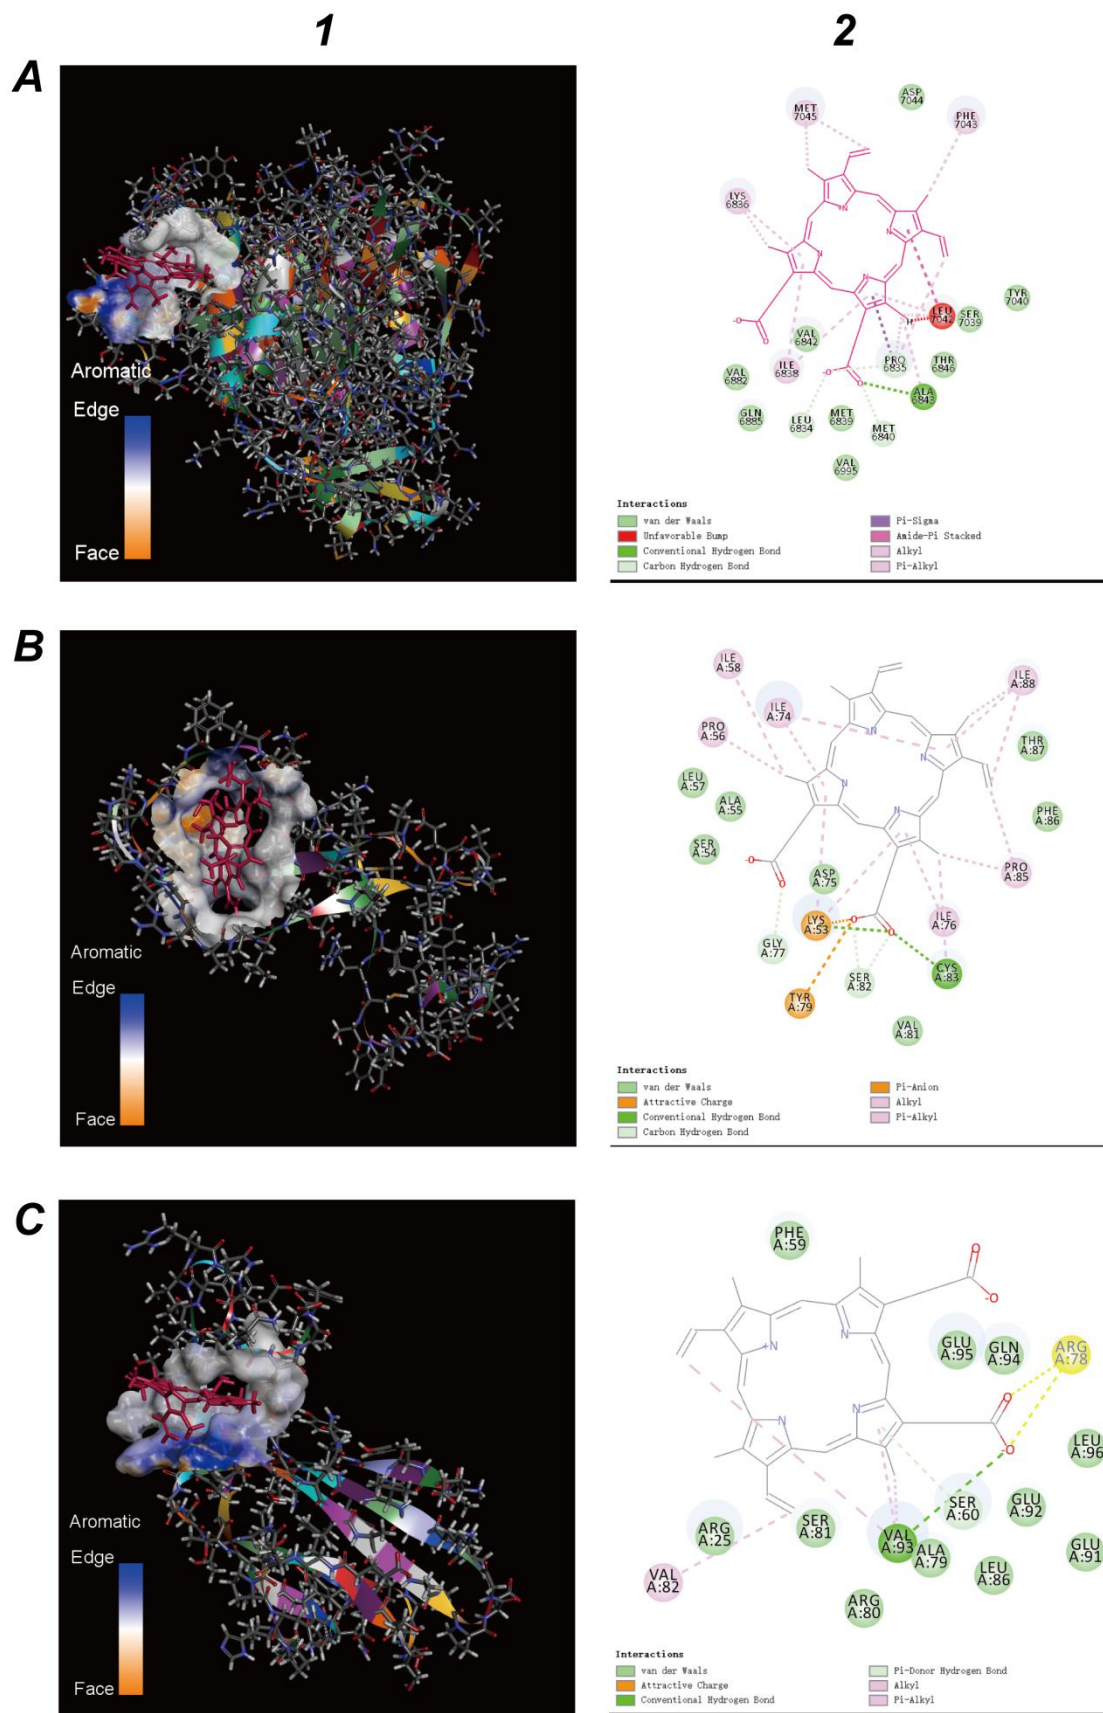 1
2
A
Aromatic
Edge
Face
MET
7045
ASP
7044
PHE
7043
LYS
6836
TYR
7040
LEU
7042
SER
7039
VAL
6842
H
ILE
6838
PRO
6835
THR
6846
VAL
6882
ALA
6843
GLN
6885
LEU
6834
MET
6839
MET
6840
VAL
6995
N
N
N
N
-O
O
-O
O
Interactions
van der Waals
Unfavorable Bump
Conventional Hydrogen Bond
Carbon Hydrogen Bond
Pi-Sigma
Amide-Pi Stacked
Alkyl
Pi-Alkyl
B
Aromatic
Edge
Face
ILE
A:58
ILE
A:74
ILE
A:88
PRO
A:56
THR
A:87
LEU
A:57
ALA
A:55
PHE
A:86
SER
A:54
ASP
A:75
PRO
A:85
LYS
A:53
ILE
A:76
GLY
A:77
SER
A:82
CYS
A:83
TYR
A:79
VAL
A:81
N
N
N
N
-O
O
-O
O
Interactions
van der Waals
Attractive Charge
Conventional Hydrogen Bond
Carbon Hydrogen Bond
Pi-Anion
Alkyl
Pi-Alkyl
C
Aromatic
Edge
Face
PHE
A:59
O
-O
+N
N
N
N
GLU
A:95
GLN
A:94
ARG
A:78
O
-O
LEU
A:96
SER
A:60
GLU
A:92
ARG
A:25
SER
A:81
VAL
A:93
ALA
A:79
LEU
A:86
GLU
A:91
VAL
A:82
ARG
A:80
Interactions
van der Waals
Attractive Charge
Conventional Hydrogen Bond
Pi-Donor Hydrogen Bond
Alkyl
Pi-Alkyl